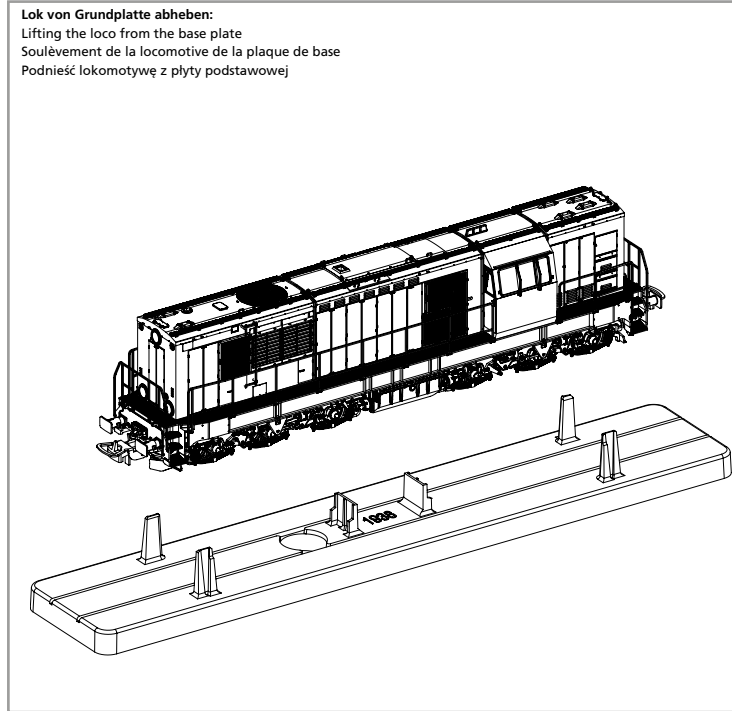 Lok von Grundplatte abheben:
Lifting the loco from the base plate
Soulèvement de la locomotive de la plaque de base
Podnieść lokomotywę z płyty podstawowej
1938